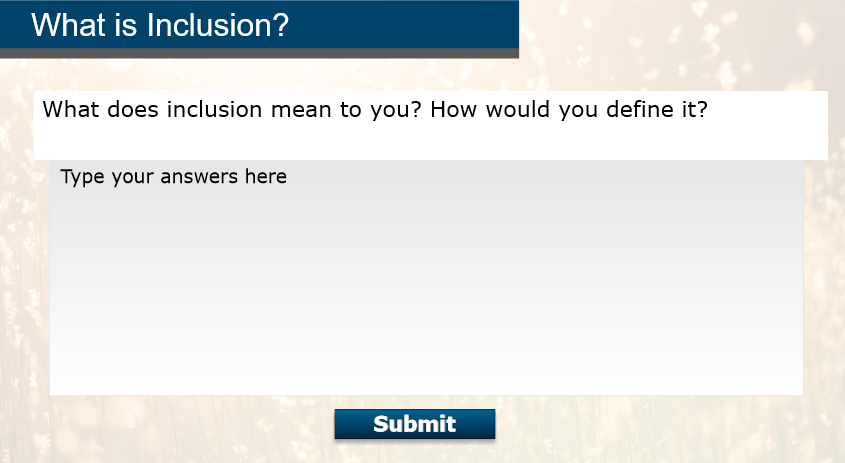 What is Inclusion?
What does inclusion mean to you? How would you define it?
Type your answers here
Submit